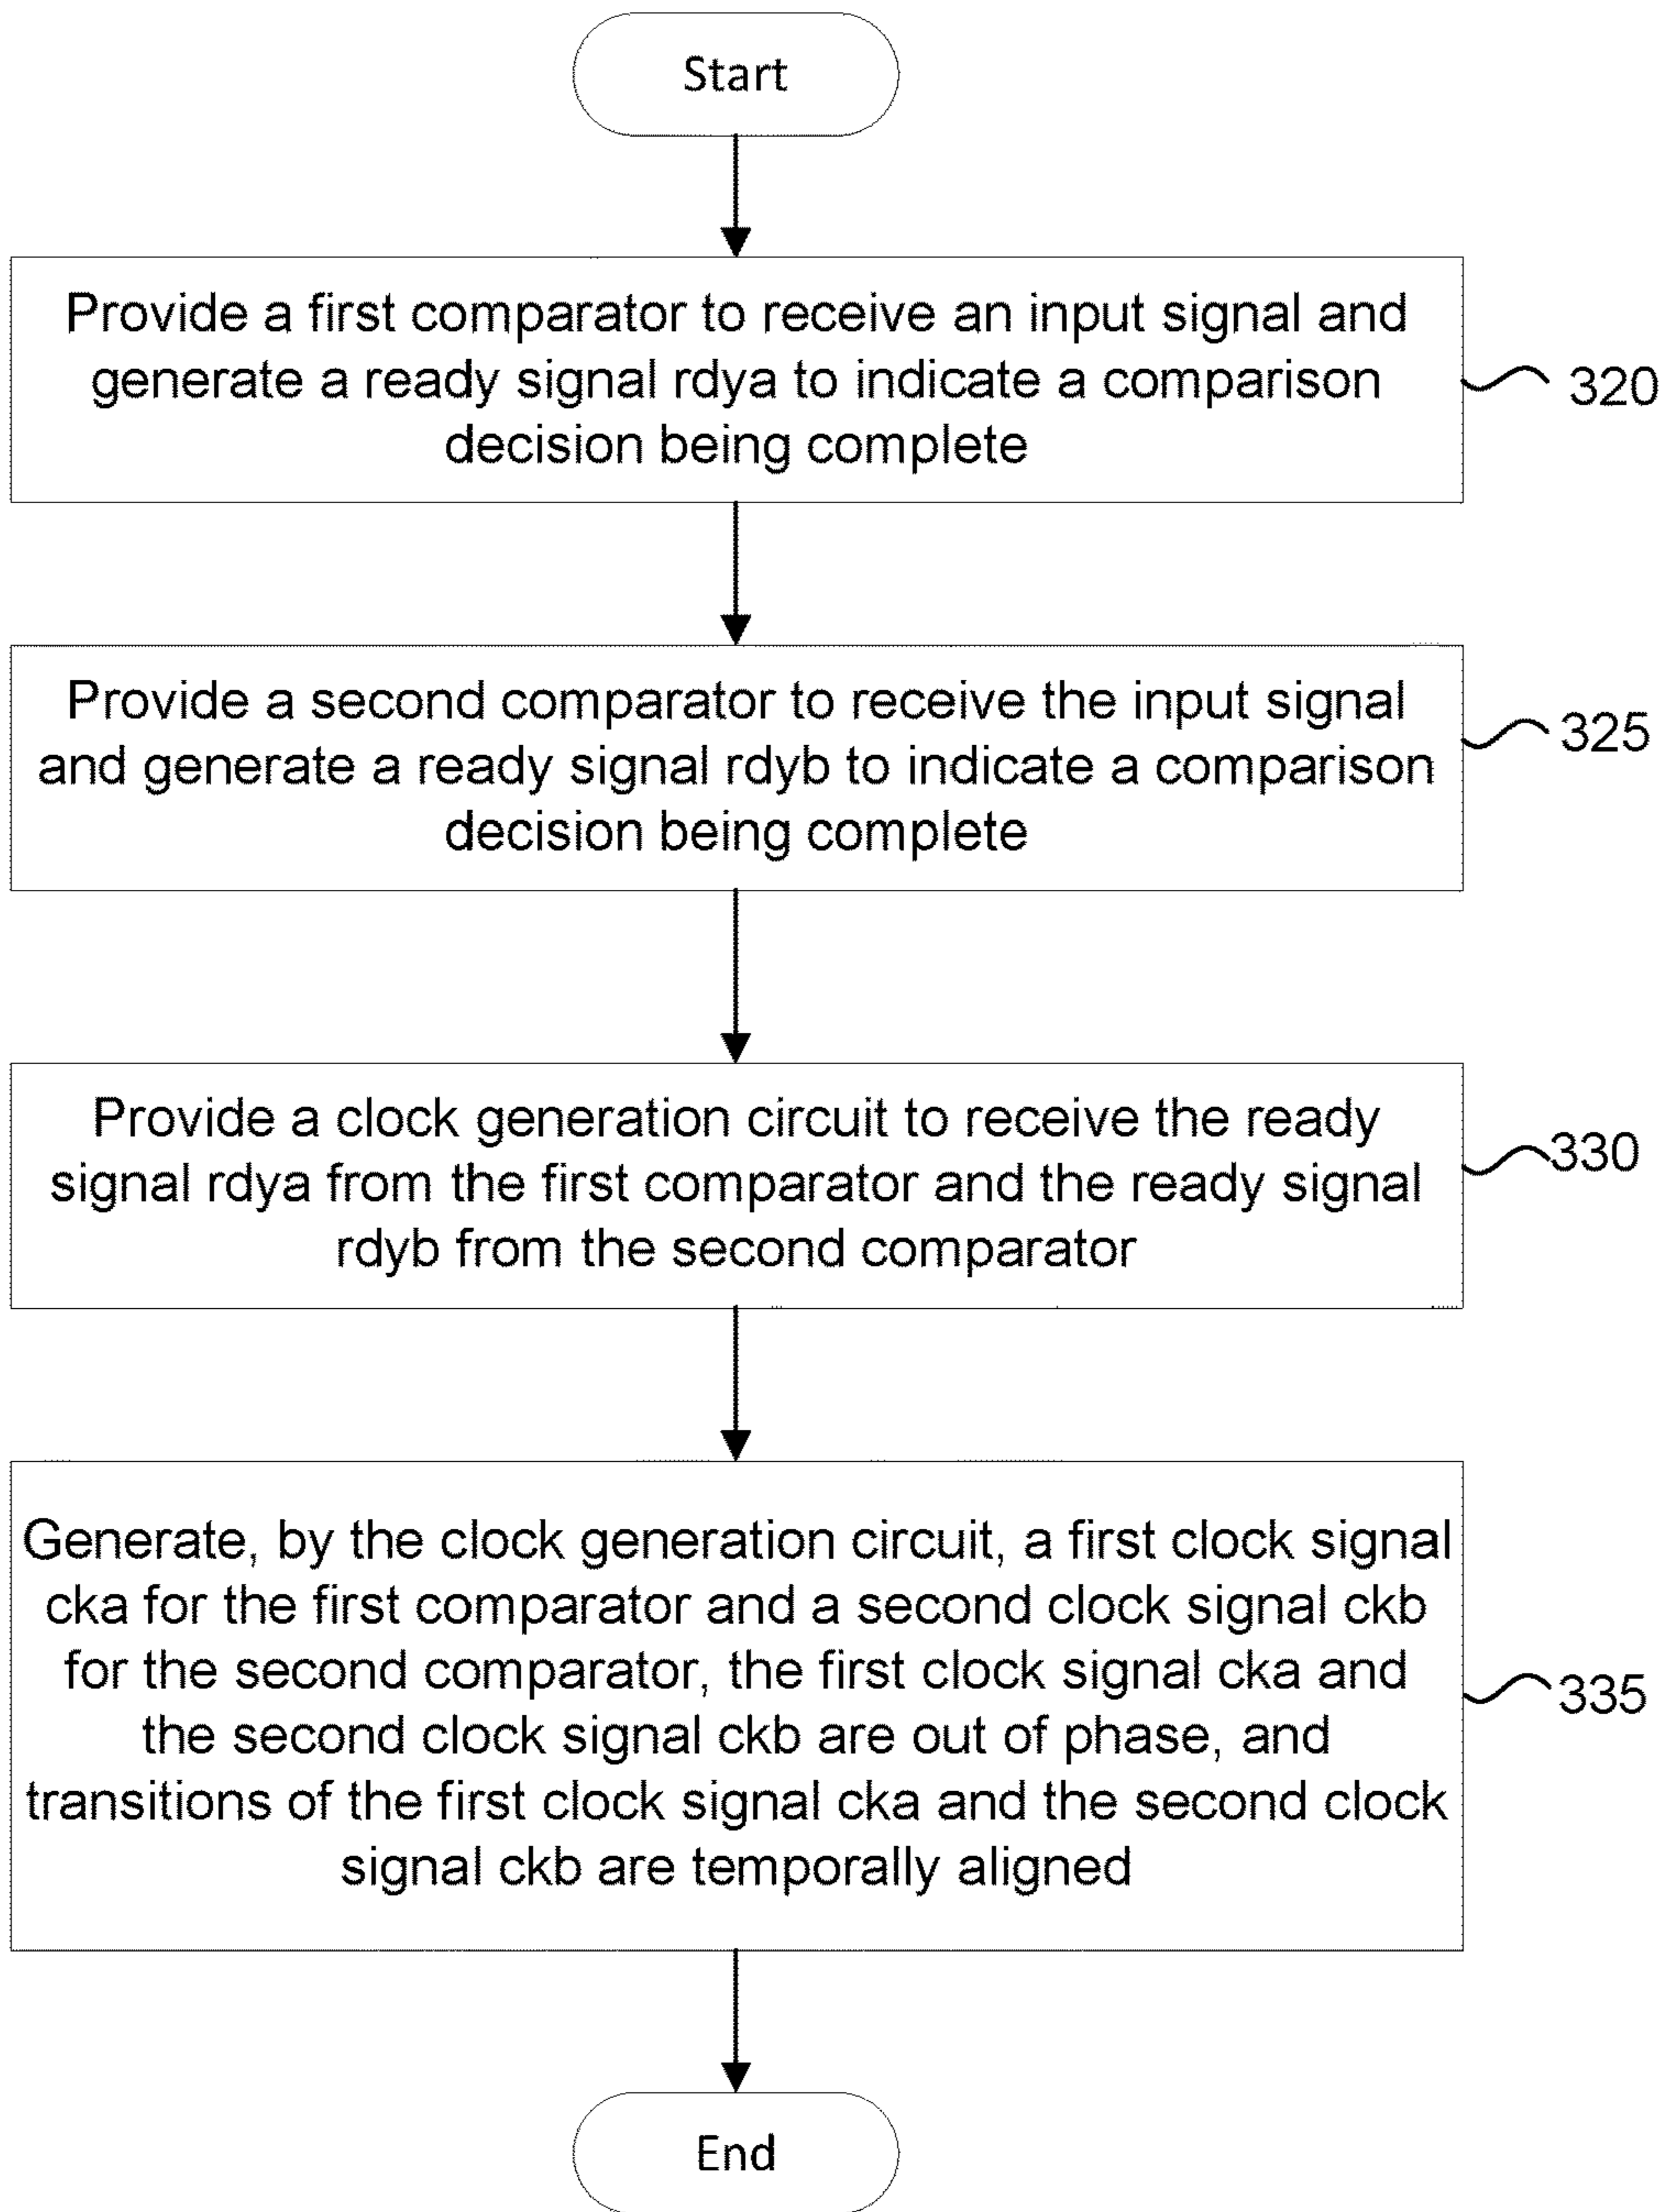 Start
Provide a first comparator to receive an input signal and
generate a ready signal rdya to indicate a comparison
decision being complete
320
Provide a second comparator to receive the input signal
and generate a ready signal rdyb to indicate a comparison
decision being complete
325
Provide a clock generation circuit to receive the ready
signal rdya from the first comparator and the ready signal
rdyb from the second comparator
330
Generate, by the clock generation circuit, a first clock signal
cka for the first comparator and a second clock signal ckb
for the second comparator, the first clock signal cka and
the second clock signal ckb are out of phase, and
transitions of the first clock signal cka and the second clock
signal ckb are temporally aligned
335
End